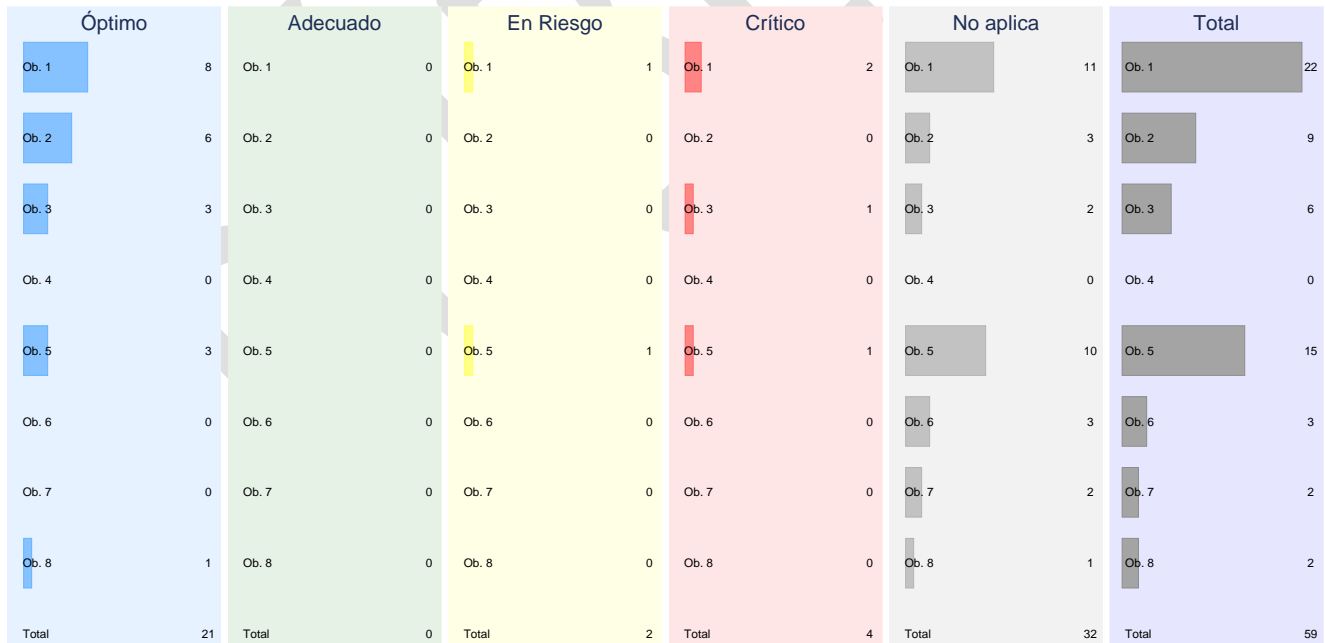 Óptimo Adecuado En Riesgo Crítico No aplica Total
Ob. 1 8 Ob. 1 0 Ob. 1 1 Ob. 1 2 Ob. 1 11 Ob. 1 22
Ob. 2 6 Ob. 2 0 Ob. 2 0 Ob. 2 0 Ob. 2 3 Ob. 2 9
Ob. 3 3 Ob. 3 0 Ob. 3 0 Ob. 3 1 Ob. 3 2 Ob. 3 6
Ob. 4 0 Ob. 4 0 Ob. 4 0 Ob. 4 0 Ob. 4 0 Ob. 4 0
Ob. 5 3 Ob. 5 0 Ob. 5 1 Ob. 5 1 Ob. 5 10 Ob. 5 15
Ob. 6 0 Ob. 6 0 Ob. 6 0 Ob. 6 0 Ob. 6 3 Ob. 6 3
Ob. 7 0 Ob. 7 0 Ob. 7 0 Ob. 7 0 Ob. 7 2 Ob. 7 2
Ob. 8 1 Ob. 8 0 Ob. 8 0 Ob. 8 0 Ob. 8 1 Ob. 8 2
Total 21 Total 0 Total 2 Total 4 Total 32 Total 59